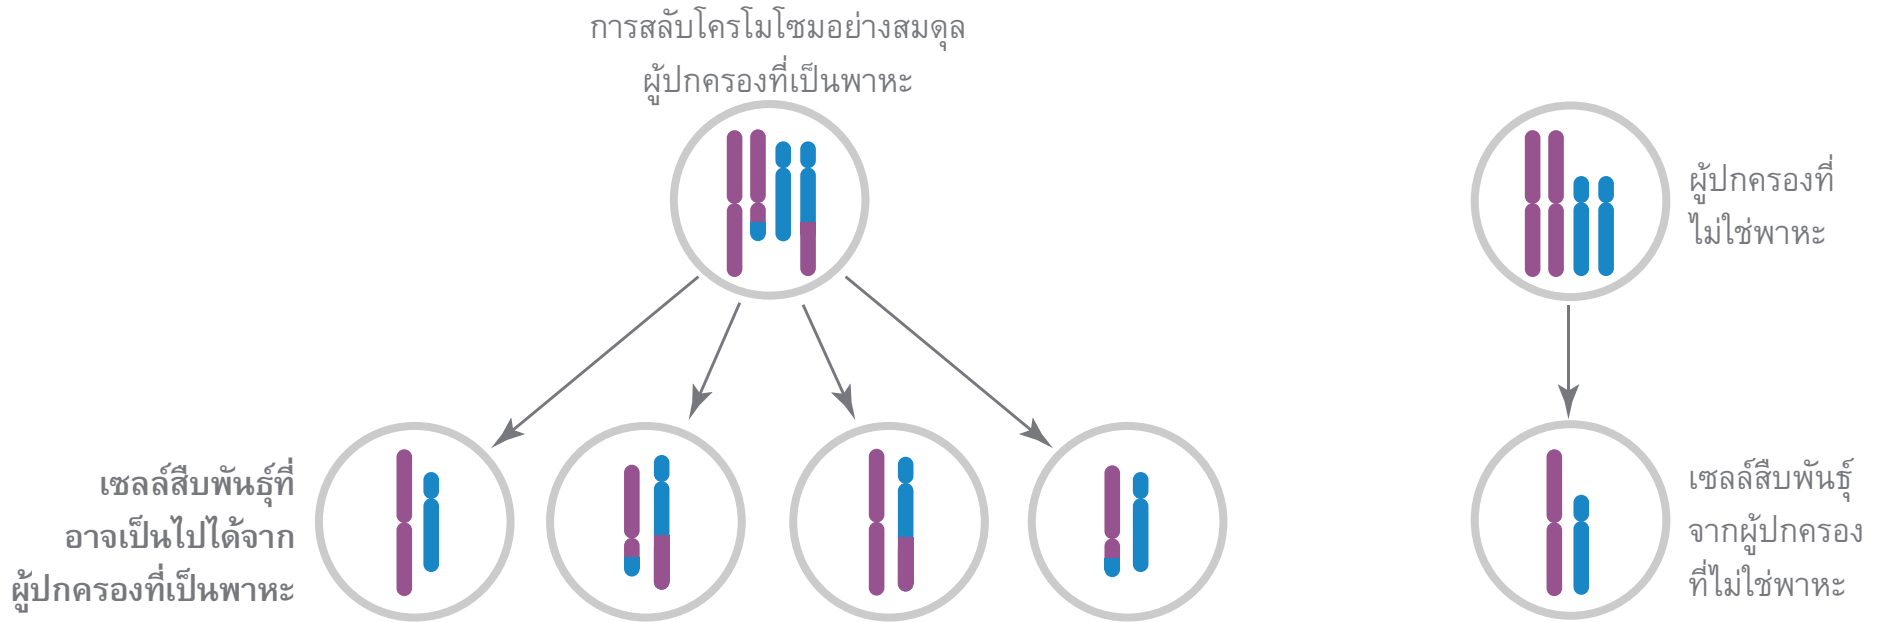 การสลับโครโมโซมอย่างสมดุล
ผู้ปกครองที่เป็นพาหะ
ผู้ปกครองที่
ไม่ใช่พาหะ
เซลล์สืบพันธุ์ที่
อาจเป็นไปได้จาก
ผู้ปกครองที่เป็นพาหะ
เซลล์สืบพันธุ์
จากผู้ปกครอง
ที่ไม่ใช่พาหะ